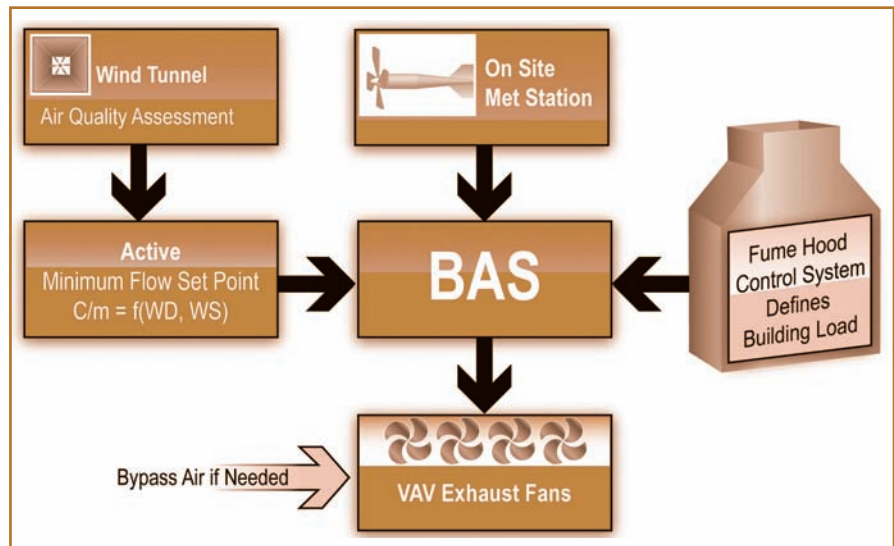 Wind Tunnel
Air Quality Assessment
On Site
Met Station
Active
Minimum Flow Set Point
C/m = f(WD, WS)
BAS
Fume Hood
Control System
Defines
Building Load
Bypass Air if Needed
VAV Exhaust Fans